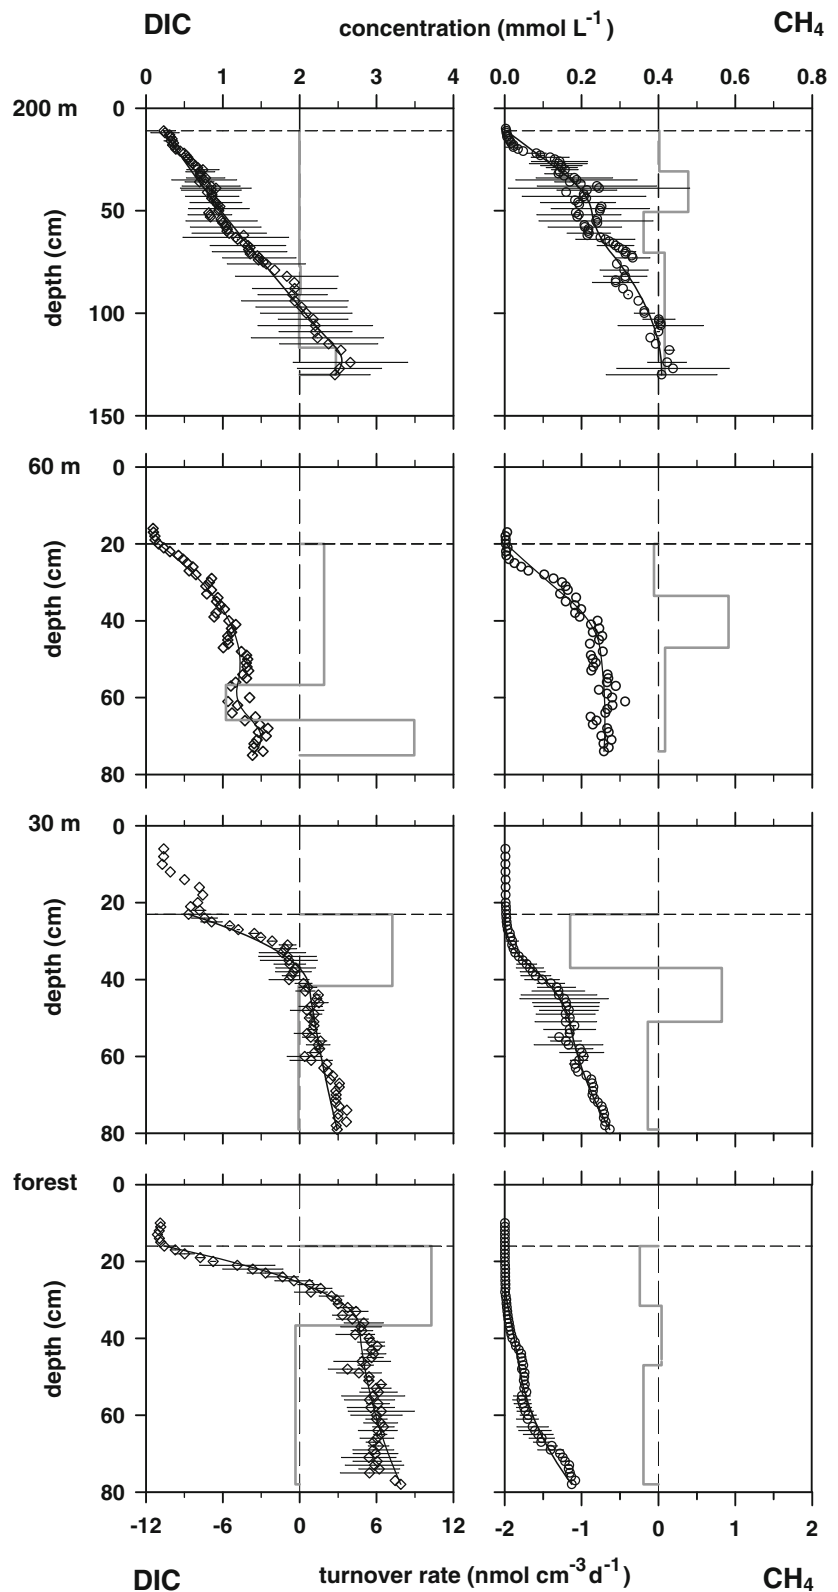 DIC concentration (mmol L⁻¹) CH₄
0 1 2 3 4 0.0 0.2 0.4 0.6 0.8
200 m
0
50
100
150
depth (cm)
60 m
0
20
40
60
80
depth (cm)
30 m
0
20
40
60
80
depth (cm)
forest
0
20
40
60
80
depth (cm)
-12 -6 0 6 12 -2 -1 0 1 2
DIC turnover rate (nmol cm⁻³d⁻¹) CH₄